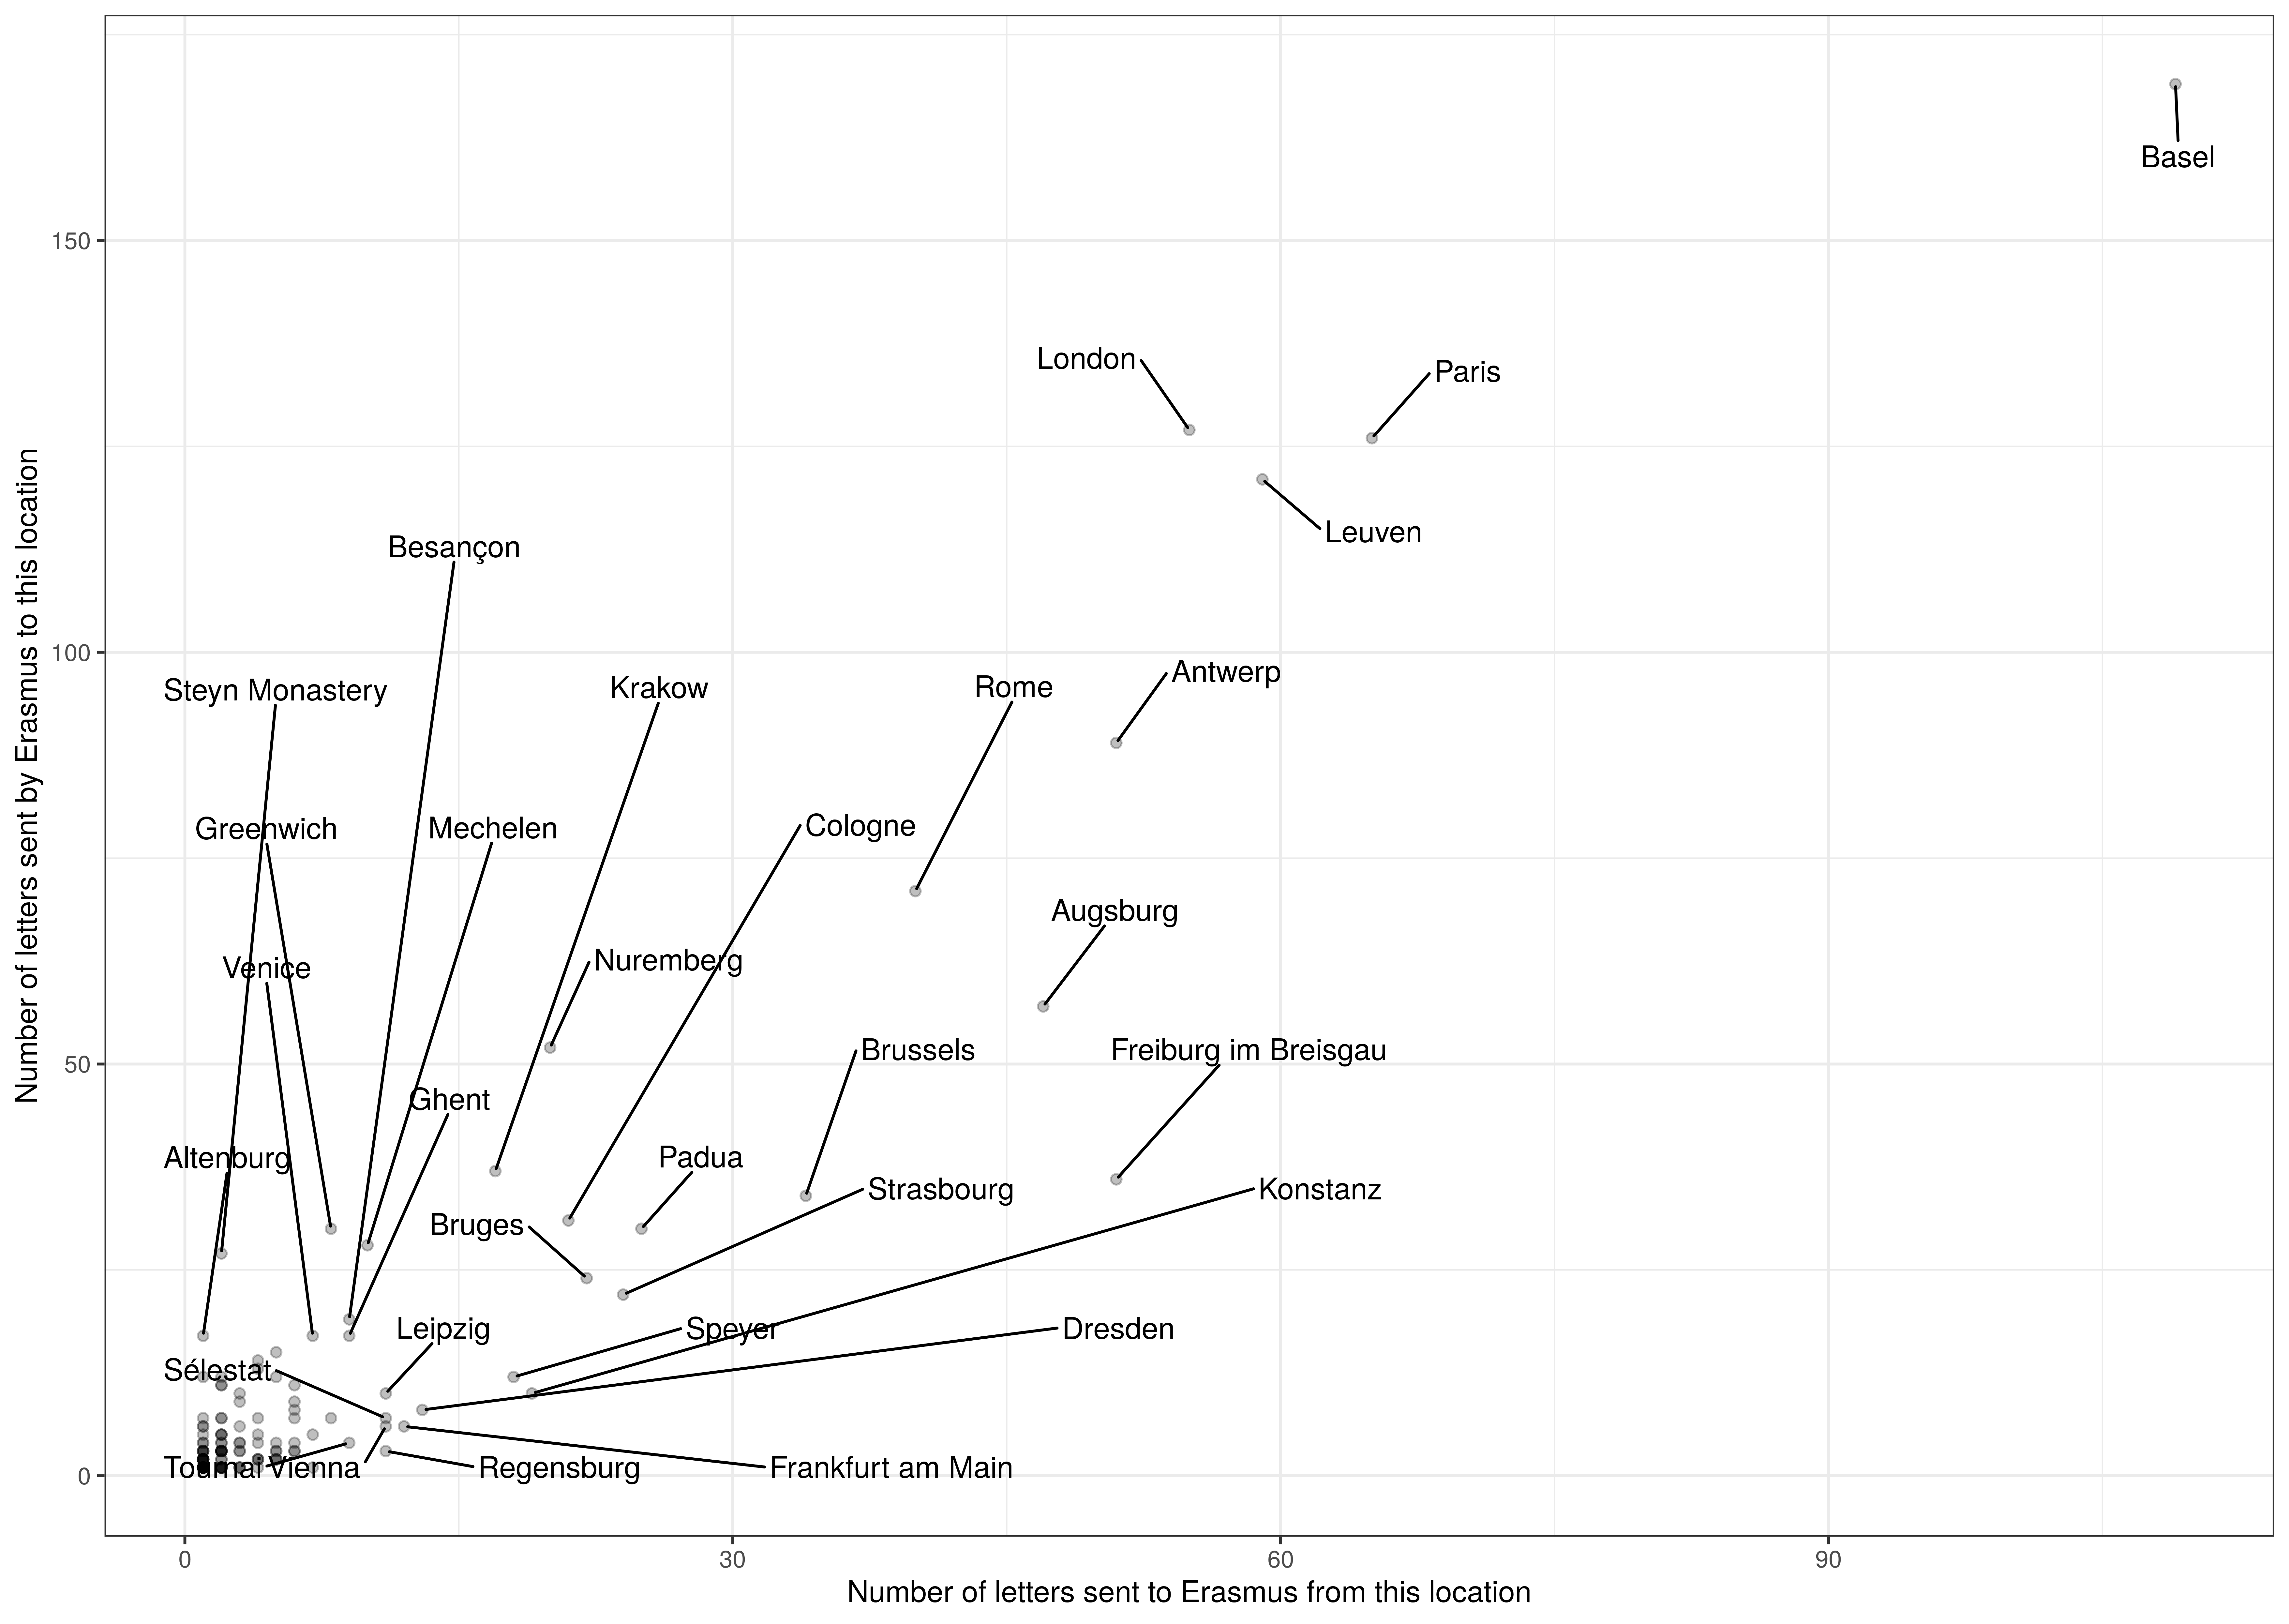 Basel
150
London
Paris
Leuven
Besançon
100
Antwerp
Steyn Monastery
Krakow
Rome
Greenwich
Mechelen
Cologne
Augsburg
Venice
Nuremberg
50
Brussels
Freiburg im Breisgau
Ghent
Altenburg
Padua
Strasbourg
Konstanz
Bruges
Leipzig
Speyer
Dresden
Sélestat
Tournai
Vienna
Regensburg
Frankfurt am Main
0
0
30
60
90
Number of letters sent to Erasmus from this location
Number of letters sent by Erasmus to this location